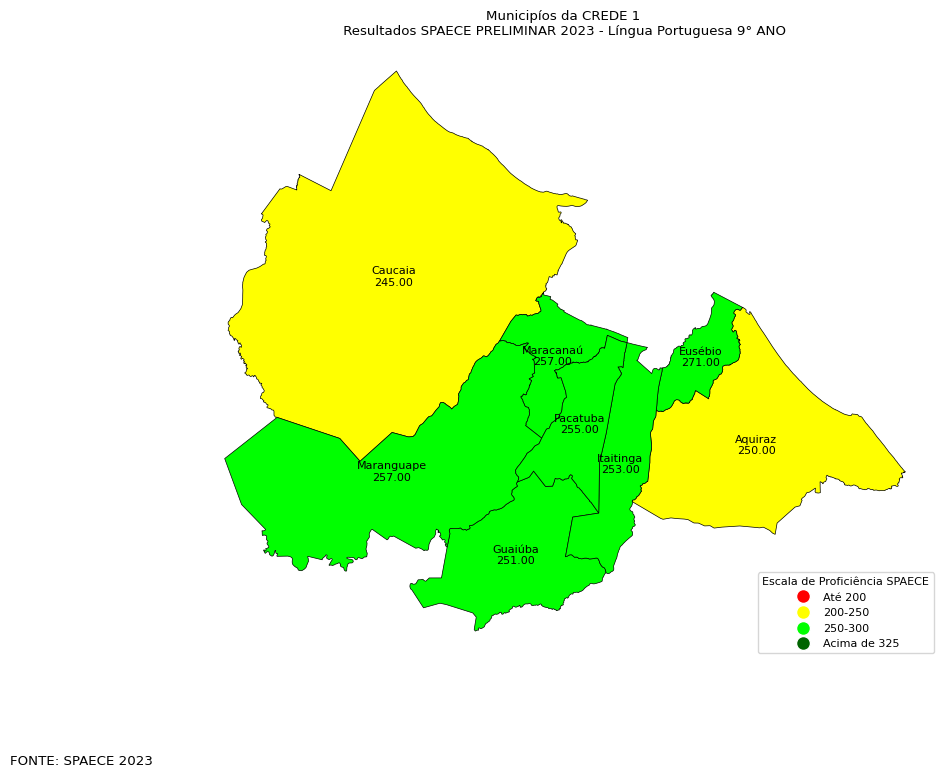 Municipíos da CREDE 1
Resultados SPAECE PRELIMINAR 2023 - Língua Portuguesa 9° ANO
Caucaia
245.00
Maracanaú
257.00
Eusébio
271.00
Pacatuba
255.00
Aquiraz
250.00
Itaitinga
253.00
Maranguape
257.00
Guaiúba
251.00
Escala de Proficiência SPAECE
Até 200
200-250
250-300
Acima de 325
FONTE: SPAECE 2023